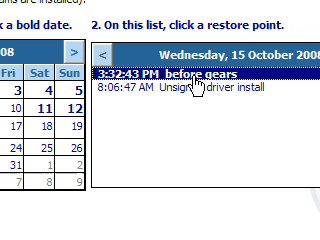 are installed).
k a bold date.
2. On this list, click a restore point.
08 >
< Wednesday, 15 October 2008
Fri Sat Sun
3 4 5
10 11 12
17 18 19
24 25 26
31 1 2
7 8 9
3:32:43 PM before gears
8:06:47 AM Unsign driver install